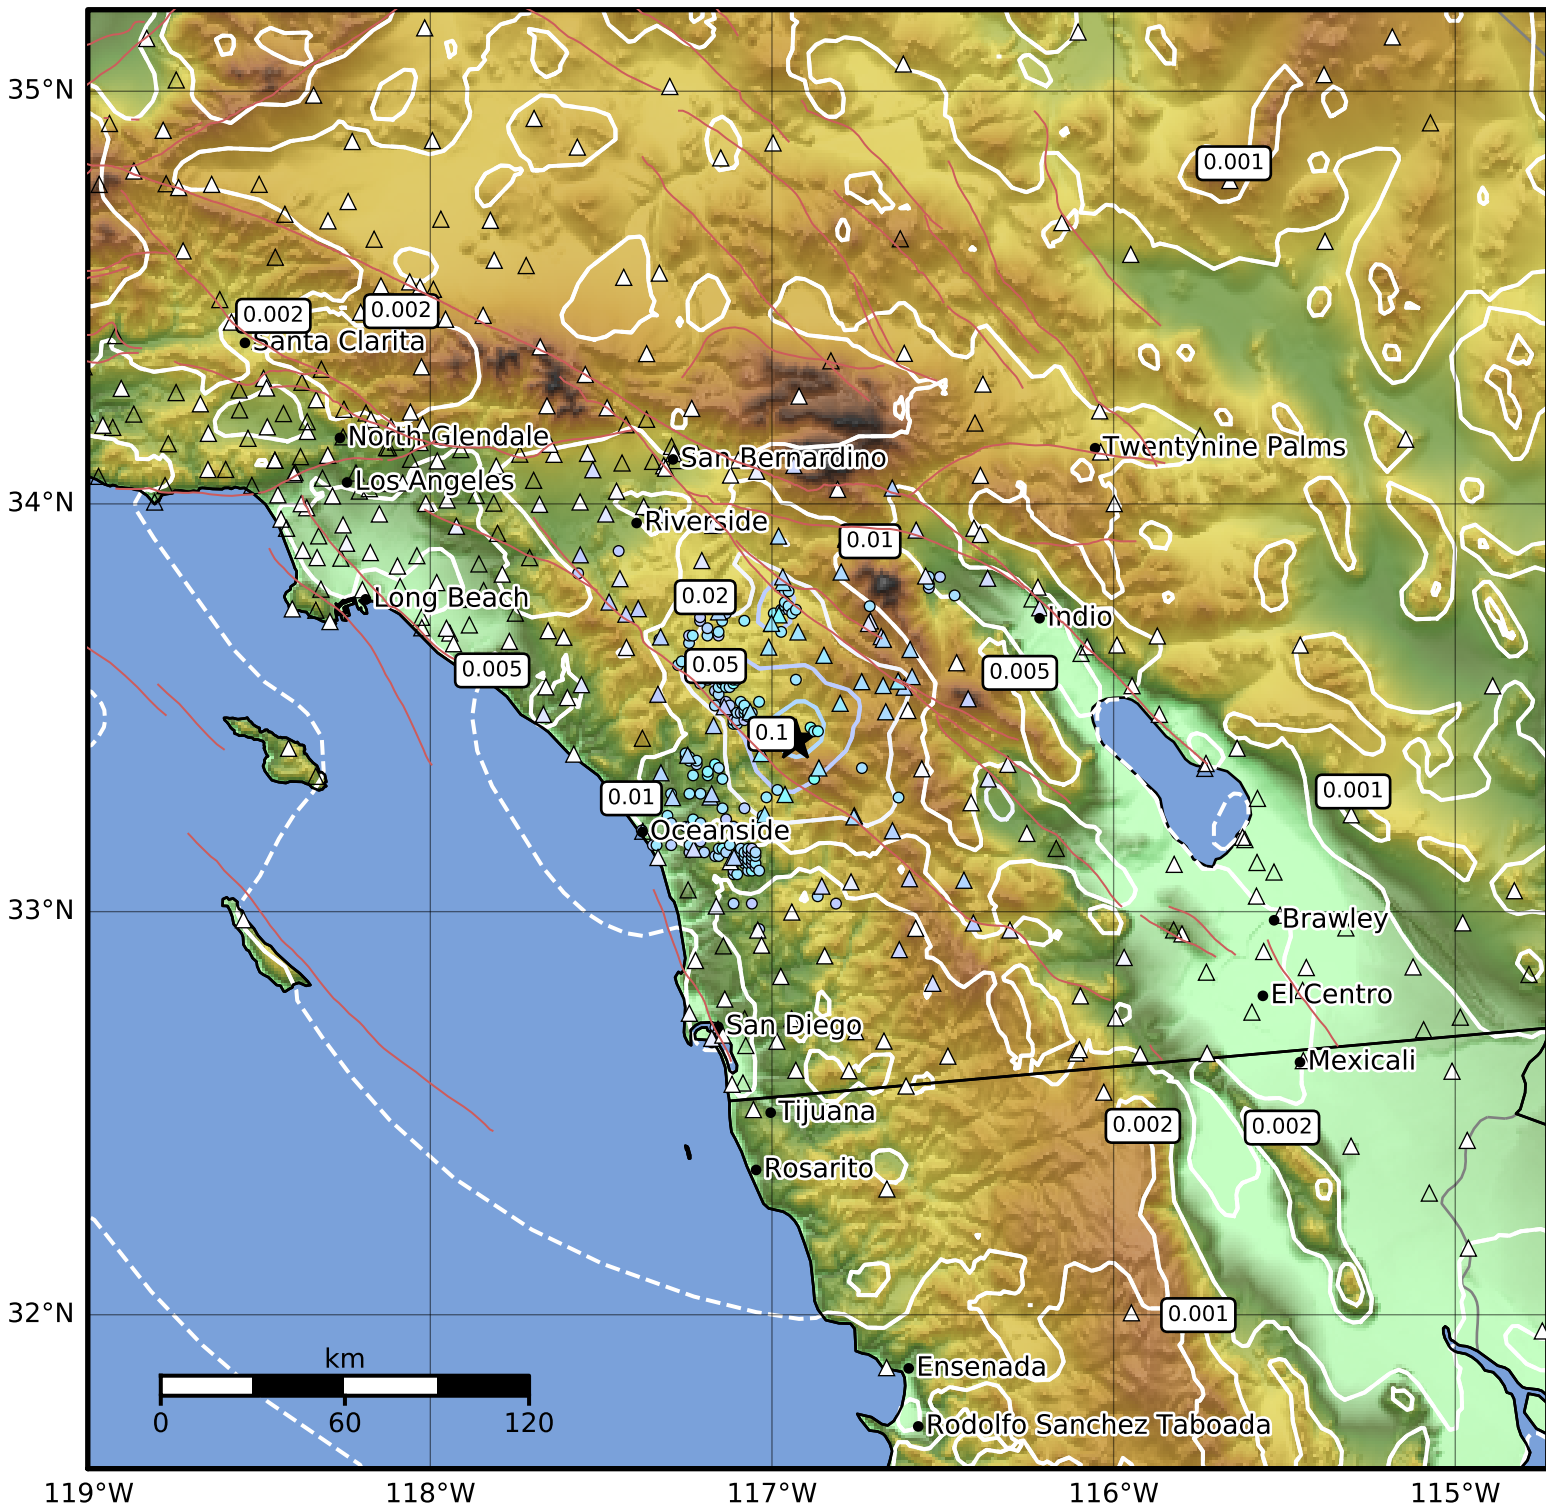 35°N
0.001
0.002
0.002
Santa Clarita
North Glendale
San Bernardino
Twentynine Palms
Los Angeles
34°N
Riverside
0.01
0.02
Long Beach
Indio
0.05
0.005
0.005
0.1
0.001
0.01
Oceanside
33°N
Brawley
El Centro
San Diego
Mexicali
Tijuana
0.002
0.002
Rosarito
32°N
0.001
km
Ensenada
0 60 120
Rodolfo Sanchez Taboada
119°W 118°W 117°W 116°W 115°W